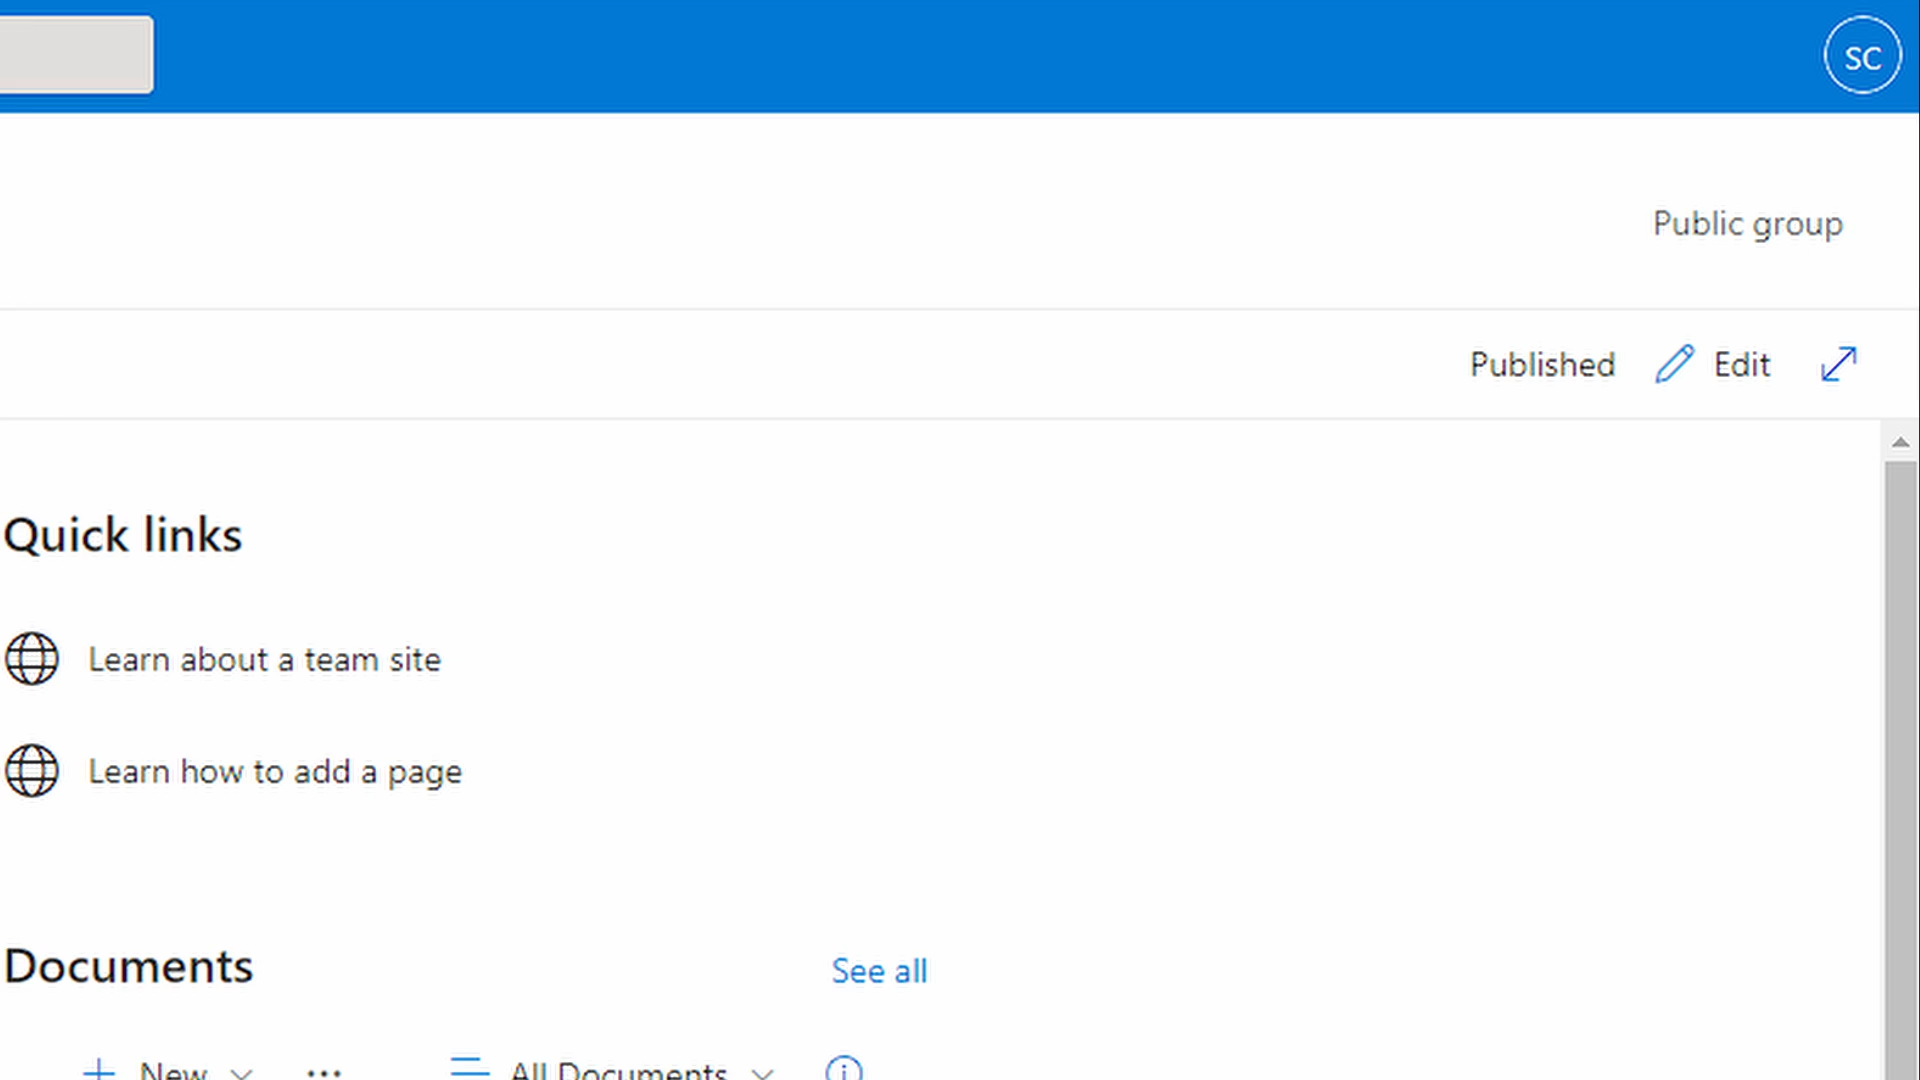 SC
Public group
Published Edit
Quick links
Learn about a team site
Learn how to add a page
Documents See all
New All Documents